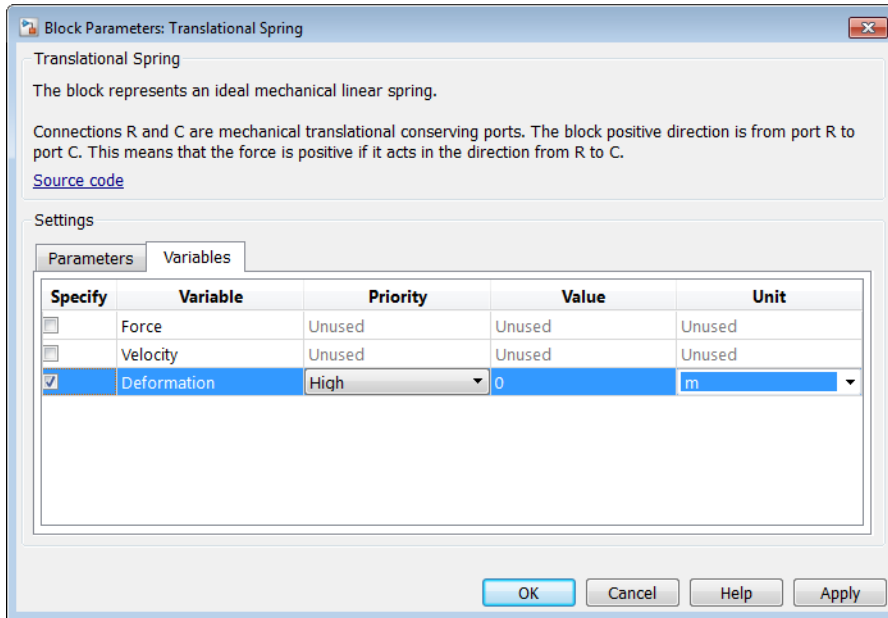 Block Parameters: Translational Spring
Translational Spring
The block represents an ideal mechanical linear spring.
Connections R and C are mechanical translational conserving ports. The block positive direction is from port R to
port C. This means that the force is positive if it acts in the direction from R to C.
Source code
Settings
Parameters Variables
Specify Variable Priority Value Unit
Force Unused Unused Unused
Velocity Unused Unused Unused
Deformation High 0 m
OK Cancel Help Apply